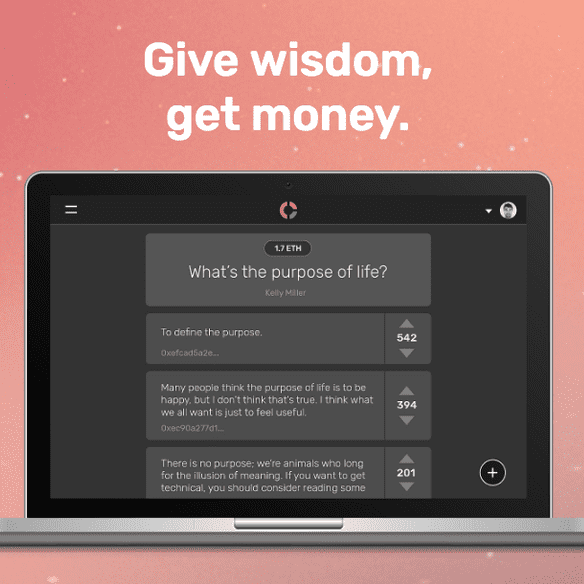 Give wisdom,
get money.
1.7 ETH
What's the purpose of life?
Kelly Miller
To define the purpose.
0xefcad5a2e...
542
Many people think the purpose of life is to be
happy, but I don't think that's true. I think what
we all want is just to feel useful.
0xec90a277d1...
394
There is no purpose; we're animals who long
for the illusion of meaning. If you want to get
technical, you should consider reading some
201